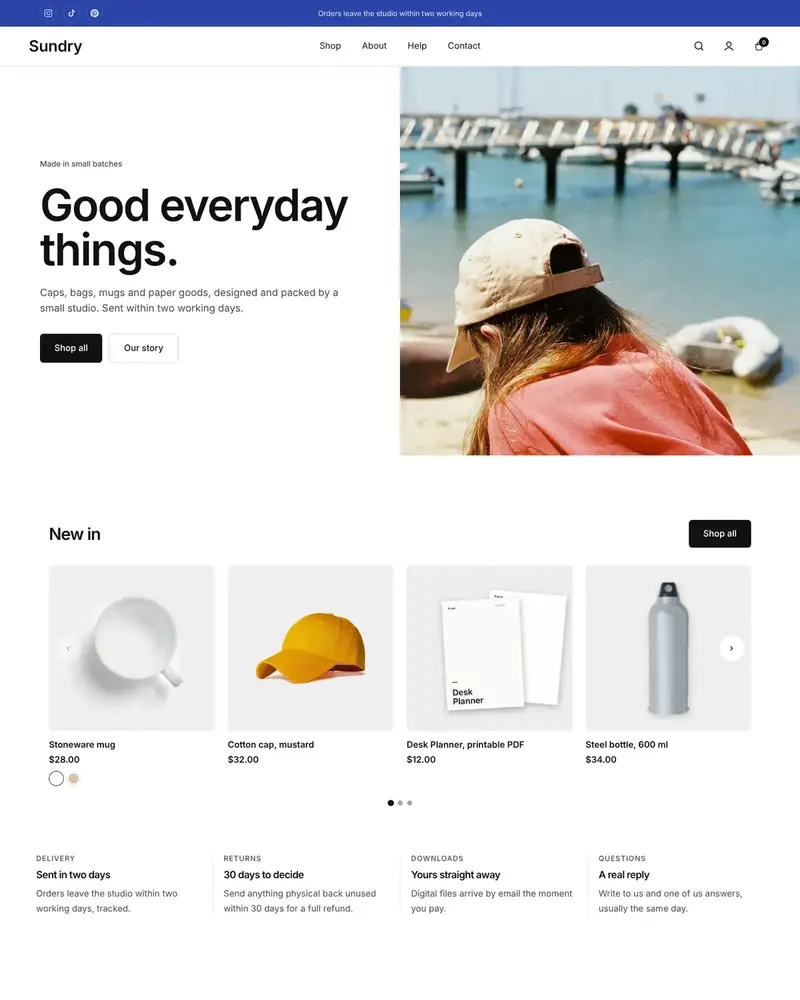 Orders leave the studio within two working days
Sundry
Shop
About
Help
Contact
0
Made in small batches
Good everyday
things.
Caps, bags, mugs and paper goods, designed and packed by a
small studio. Sent within two working days.
Shop all
Our story
New in
Shop all
Desk
Planner
Stoneware mug
$28.00
Cotton cap, mustard
$32.00
Desk Planner, printable PDF
$12.00
Steel bottle, 600 ml
$34.00
DELIVERY
Sent in two days
Orders leave the studio within two
working days, tracked.
RETURNS
30 days to decide
Send anything physical back unused
within 30 days for a full refund.
DOWNLOADS
Yours straight away
Digital files arrive by email the moment
you pay.
QUESTIONS
A real reply
Write to us and one of us answers,
usually the same day.